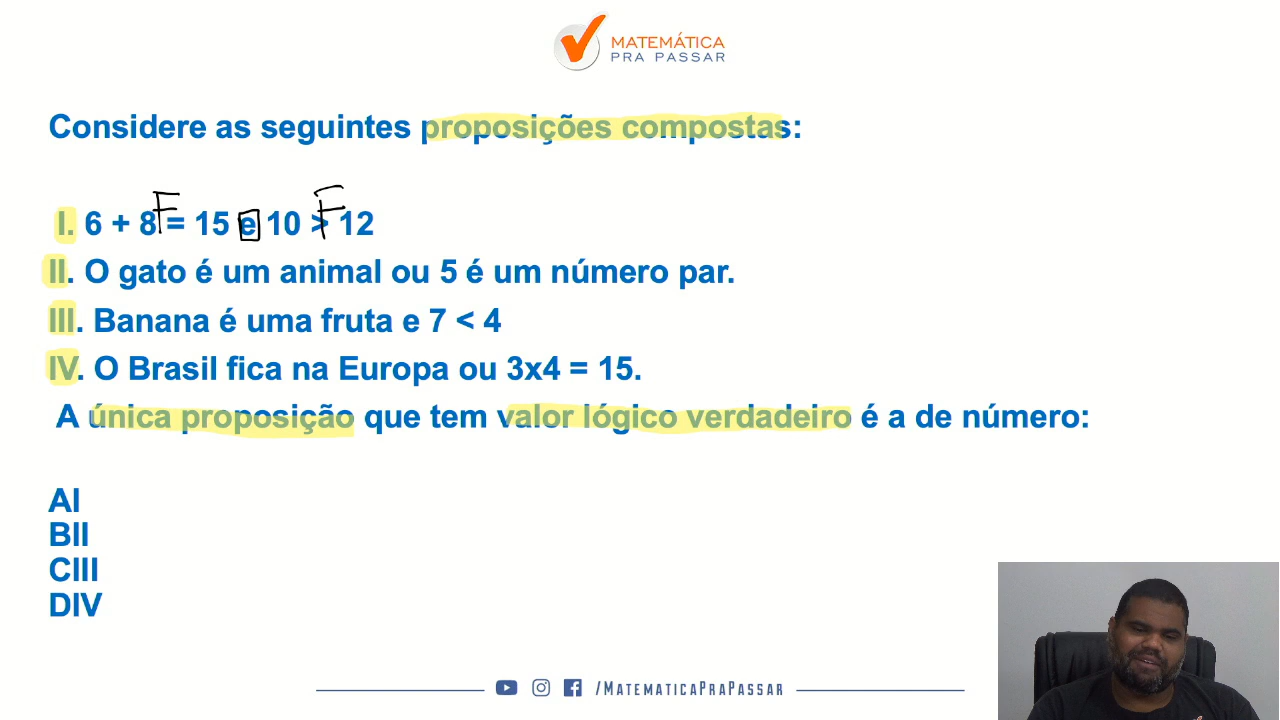 MATEMÁTICA
PRA PASSAR
Considere as seguintes proposições compostas:
F F
I. 6 + 8 = 15 e 10 > 12
II. O gato é um animal ou 5 é um número par.
III. Banana é uma fruta e 7 < 4
IV. O Brasil fica na Europa ou 3x4 = 15.
A única proposição que tem valor lógico verdadeiro é a de número:
AI
BII
CIII
DIV
/MATEMATICAPRAPASSAR